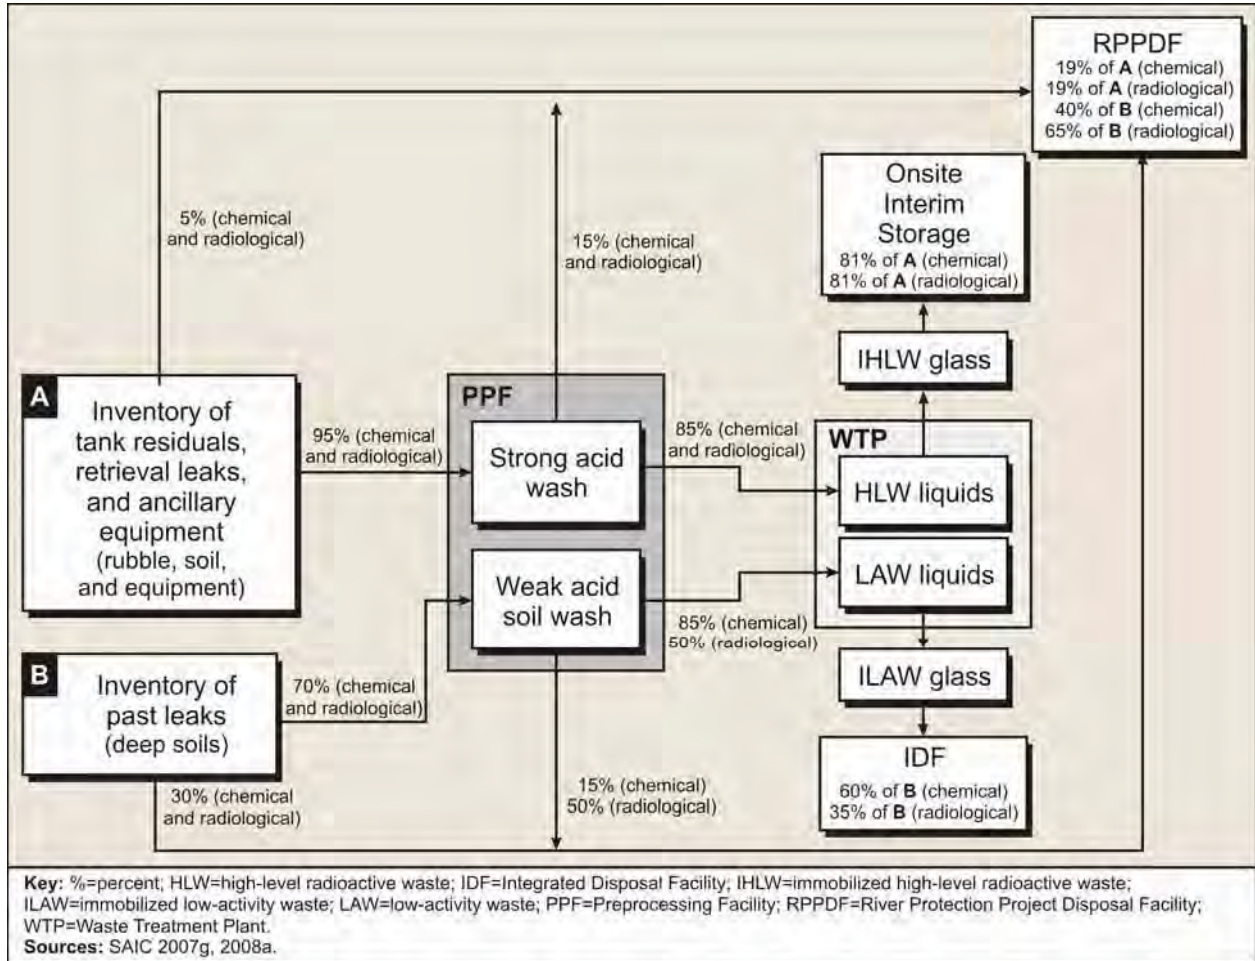 RPPDF
19% of A (chemical)
19% of A (radiological)
40% of B (chemical)
65% of B (radiological)
Onsite
Interim
Storage
81% of A (chemical)
81% of A (radiological)
5% (chemical
and radiological)
15% (chemical
and radiological)
IHLW glass
A
Inventory of
tank residuals,
retrieval leaks,
and ancillary
equipment
(rubble, soil,
and equipment)
95% (chemical
and radiological)
PPF
Strong acid
wash
85% (chemical
and radiological)
WTP
HLW liquids
Weak acid
soil wash
LAW liquids
85% (chemical)
50% (radiological)
B
Inventory of
past leaks
(deep soils)
70% (chemical
and radiological)
ILAW glass
IDF
60% of B (chemical)
35% of B (radiological)
30% (chemical
and radiological)
15% (chemical)
50% (radiological)
Key: %=percent; HLW=high-level radioactive waste; IDF=Integrated Disposal Facility; IHLW=immobilized high-level radioactive waste;
ILAW=immobilized low-activity waste; LAW=low-activity waste; PPF=Preprocessing Facility; RPPDF=River Protection Project Disposal Facility;
WTP=Waste Treatment Plant.
Sources: SAIC 2007g, 2008a.